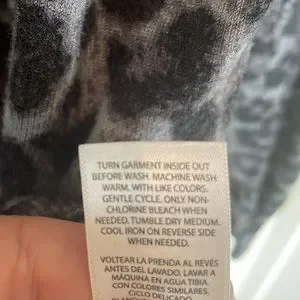 TURN GARMENT INSIDE OUT
BEFORE WASH. MACHINE WASH
WARM. WITH LIKE COLORS.
GENTLE CYCLE. ONLY NON-
CHLORINE BLEACH WHEN
NEEDED. TUMBLE DRY MEDIUM.
COOL IRON ON REVERSE SIDE
WHEN NEEDED.
VOLTEAR LA PRENDA AL REVÉS
ANTES DEL LAVADO. LAVAR A
MÁQUINA EN AGUA TIBIA.
CON COLORES SIMILARES.
CICLO DELICADO.